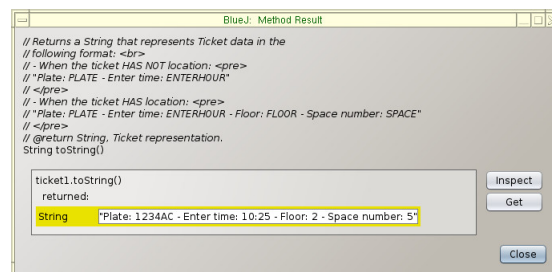 BlueJ: Method Result
// Returns a String that represents Ticket data in the
// following format: <br>
// - When the ticket HAS NOT location: <pre>
// "Plate: PLATE - Enter time: ENTERHOUR"
// </pre>
// - When the ticket HAS location: <pre>
// "Plate: PLATE - Enter time: ENTERHOUR - Floor: FLOOR - Space number: SPACE"
// </pre>
// @return String, Ticket representation.
String toString()
ticket1.toString()
returned:
String "Plate: 1234AC - Enter time: 10:25 - Floor: 2 - Space number: 5"
Inspect
Get
Close